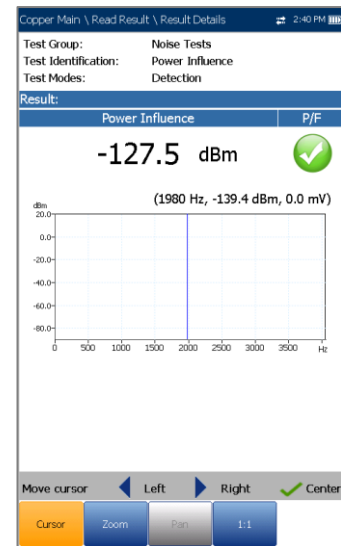 Copper Main \ Read Result \ Result Details 2:40 PM
Test Group: Noise Tests
Test Identification: Power Influence
Test Modes: Detection
Result:
Power Influence P/F
-127.5 dBm
(1980 Hz, -139.4 dBm, 0.0 mV)
dBm
20.0
0.0
-20.0
-40.0
-60.0
-80.0
0 500 1000 1500 2000 2500 3000 3500 Hz
Move cursor Left Right Center
Cursor Zoom Pan 1:1